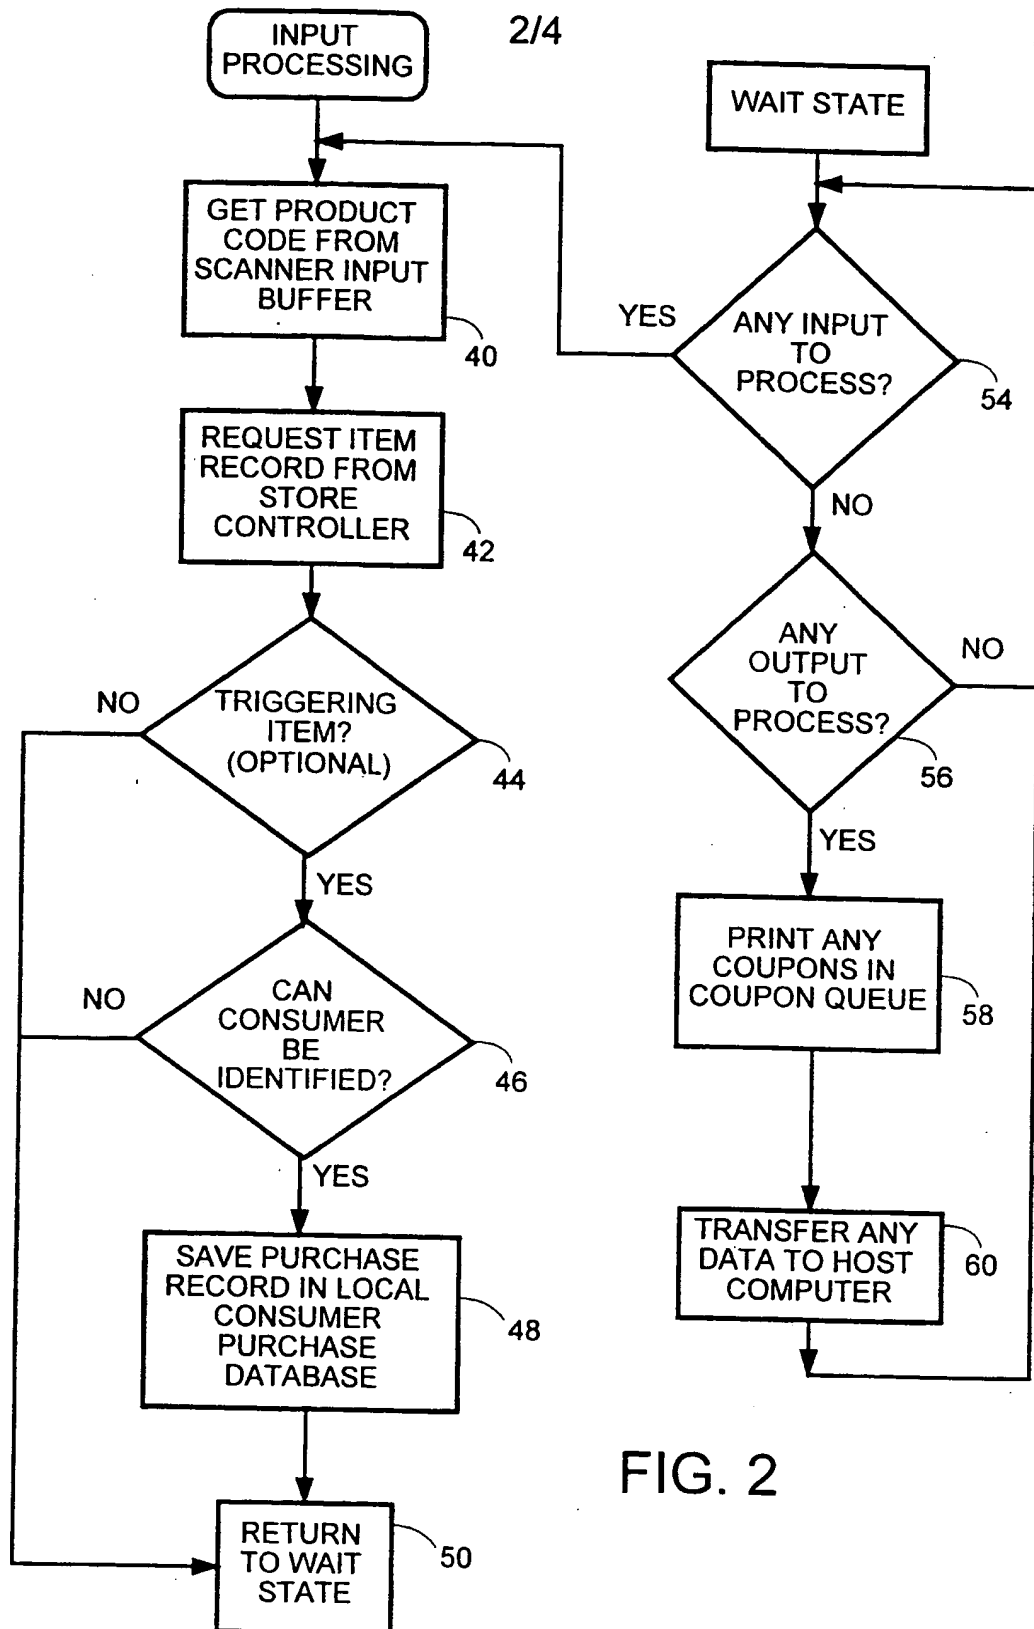 2/4
INPUT
PROCESSING
GET PRODUCT
CODE FROM
SCANNER INPUT
BUFFER
40
REQUEST ITEM
RECORD FROM
STORE
CONTROLLER
42
TRIGGERING
ITEM?
(OPTIONAL)
44
NO
YES
CAN
CONSUMER
BE
IDENTIFIED?
46
NO
YES
SAVE PURCHASE
RECORD IN LOCAL
CONSUMER
PURCHASE
DATABASE
48
RETURN
TO WAIT
STATE
50
WAIT STATE
ANY INPUT
TO
PROCESS?
54
YES
NO
ANY
OUTPUT
TO
PROCESS?
56
NO
YES
PRINT ANY
COUPONS IN
COUPON QUEUE
58
TRANSFER ANY
DATA TO HOST
COMPUTER
60
FIG. 2